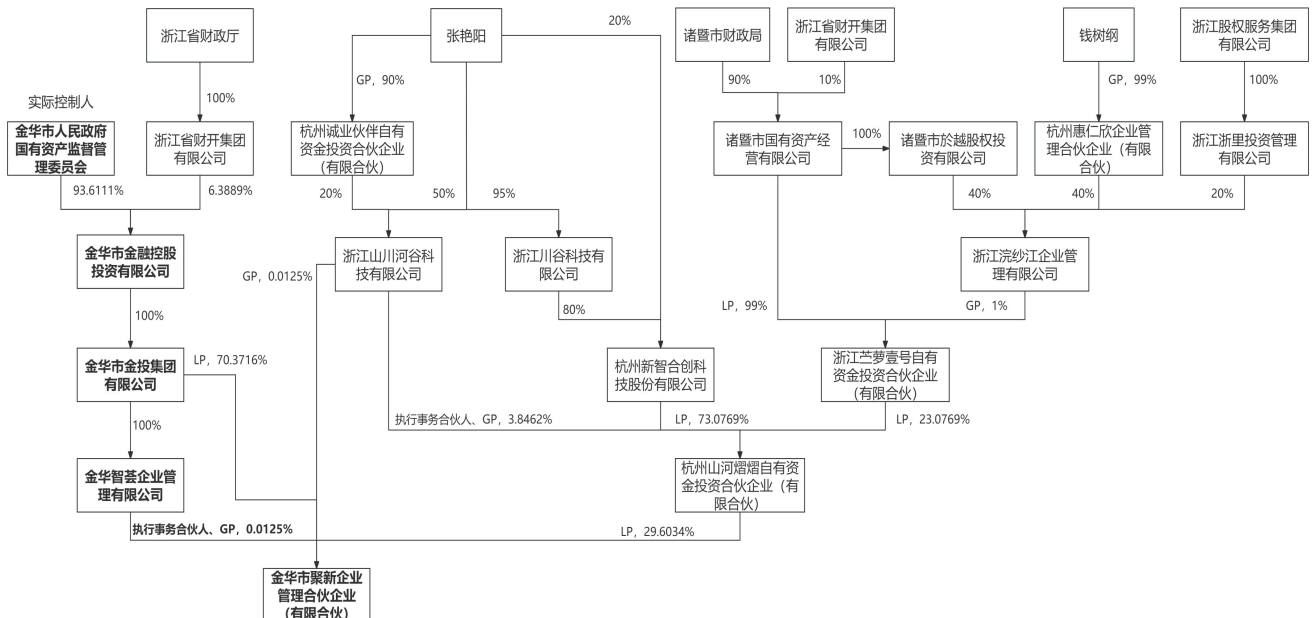 20%
浙江省财政厅
张艳阳
诸暨市财政局
浙江省财开集团
有限公司
钱树纲
浙江股权服务集团
有限公司
GP，90%
90%
10%
GP，99%
100%
100%
实际控制人
金华市人民政府
国有资产监督管
理委员会
浙江省财开集团
有限公司
杭州诚业伙伴自有
资金投资合伙企业
（有限合伙）
诸暨市国有资产经
营有限公司
100%
诸暨市於越股权投
资有限公司
杭州惠仁欣企业管
理合伙企业（有限
合伙）
浙江浙里投资管理
有限公司
93.6111%
6.3889%
20%
50%
95%
40%
40%
20%
金华市金融控股
投资有限公司
GP，0.0125%
浙江山川河谷科
技有限公司
浙江川谷科技有
限公司
浙江浣纱江企业管
理有限公司
100%
80%
LP，99%
GP，1%
金华市金投集团
有限公司
LP，70.3716%
杭州新智合创科
技股份有限公司
浙江苎萝壹号自有
资金投资合伙企业
（有限合伙）
100%
执行事务合伙人、GP，3.8462%
LP，73.0769%
LP，23.0769%
金华智荟企业管
理有限公司
杭州山河熠熠自有资
金投资合伙企业（有
限合伙）
执行事务合伙人、GP，0.0125%
LP，29.6034%
金华市聚新企业
管理合伙企业
（有限合伙）